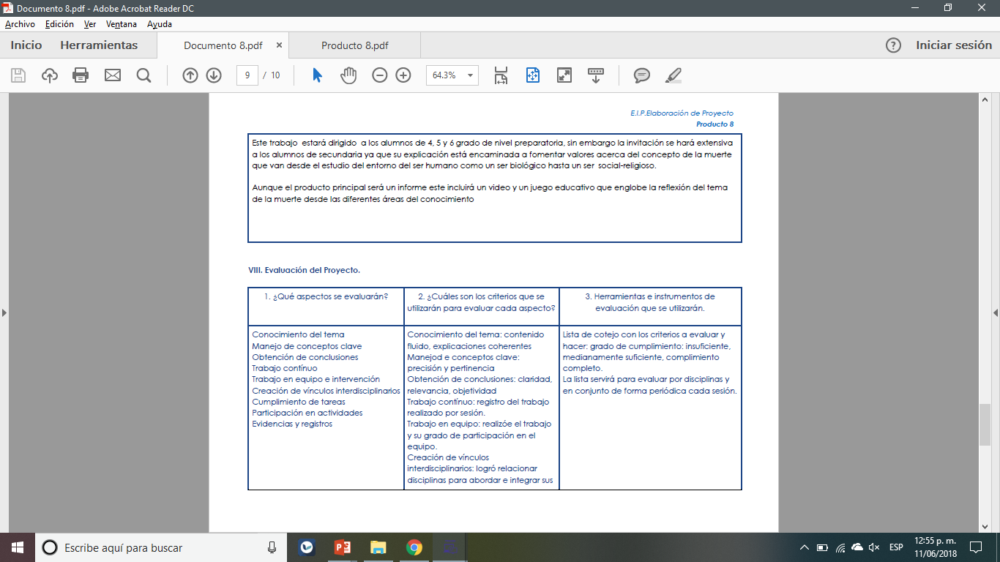 Documento 8.pdf - Adobe Acrobat Reader DC
Archivo Edición Ver Ventana Ayuda
Inicio Herramientas Documento 8.pdf × Producto 8.pdf ? Iniciar sesión
9 / 10 64.3%
E.I.P.Elaboración de Proyecto
Producto 8
Este trabajo estará dirigido a los alumnos de 4, 5 y 6 grado de nivel preparatoria, sin embargo la invitación se hará extensiva
a los alumnos de secundaria ya que su explicación está encaminada a fomentar valores acerca del concepto de la muerte
que van desde el estudio del entorno del ser humano como un ser biológico hasta un ser social-religioso.
Aunque el producto principal será un informe este incluirá un video y un juego educativo que englobe la reflexión del tema
de la muerte desde las diferentes áreas del conocimiento
VIII. Evaluación del Proyecto.
1. ¿Qué aspectos se evaluarán?
2. ¿Cuáles son los criterios que se
utilizarán para evaluar cada aspecto?
3. Herramientas e instrumentos de
evaluación que se utilizarán.
Conocimiento del tema
Manejo de conceptos clave
Obtención de conclusiones
Trabajo contínuo
Trabajo en equipo e intervención
Creación de vínculos interdisciplinarios
Cumplimiento de tareas
Participación en actividades
Evidencias y registros
Conocimiento del tema: contenido
fluido, explicaciones coherentes
Manejod e conceptos clave:
precisión y pertinencia
Obtención de conclusiones: claridad,
relevancia, objetividad
Trabajo contínuo: registro del trabajo
realizado por sesión.
Trabajo en equipo: realizóe el trabajo
y su grado de participación en el
equipo.
Creación de vínculos
interdisciplinarios: logró relacionar
disciplinas para abordar e integrar sus
Lista de cotejo con los criterios a evaluar y
hacer: grado de cumplimiento: insuficiente,
medianamente suficiente, complimiento
completo.
La lista servirá para evaluar por disciplinas y
en conjunto de forma periódica cada sesión.
Escribe aquí para buscar
ESP
12:55 p. m.
11/06/2018